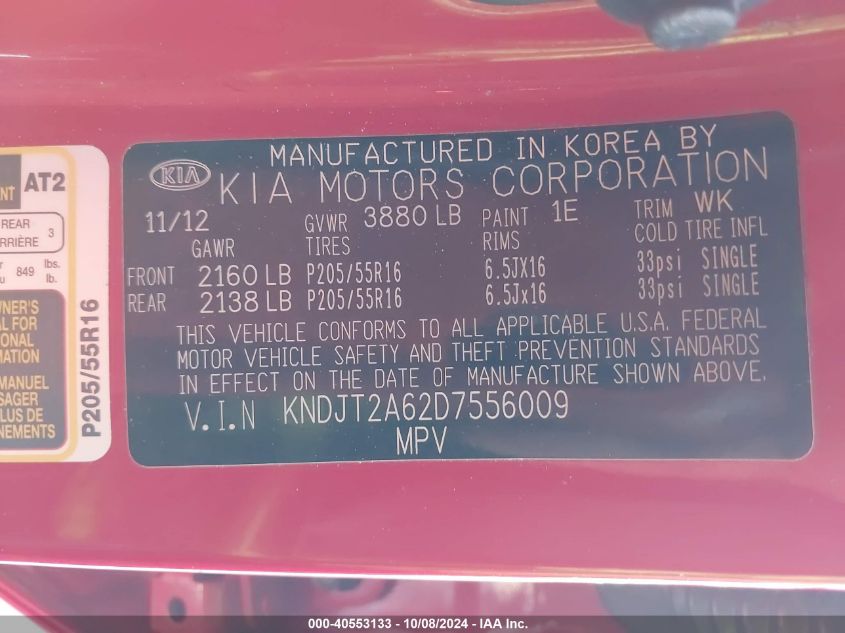 MANUFACTURED IN KOREA BY
KIA KIA MOTORS CORPORATION
11/12 GVWR 3880 LB PAINT 1E TRIM WK
GAWR TIRES RIMS COLD TIRE INFL
FRONT 2160 LB P205/55R16 6.5JX16 33psi SINGLE
REAR 2138 LB P205/55R16 6.5Jx16 33psi SINGLE
THIS VEHICLE CONFORMS TO ALL APPLICABLE U.S.A. FEDERAL
MOTOR VEHICLE SAFETY AND THEFT PREVENTION STANDARDS
IN EFFECT ON THE DATE OF MANUFACTURE SHOWN ABOVE.
V.I.N KNDJT2A62D7556009
MPV
AT2
REAR
3
849 lbs.
lb.
P205/55R16
MANUEL
000-40553133 - 10/08/2024 - IAA Inc.